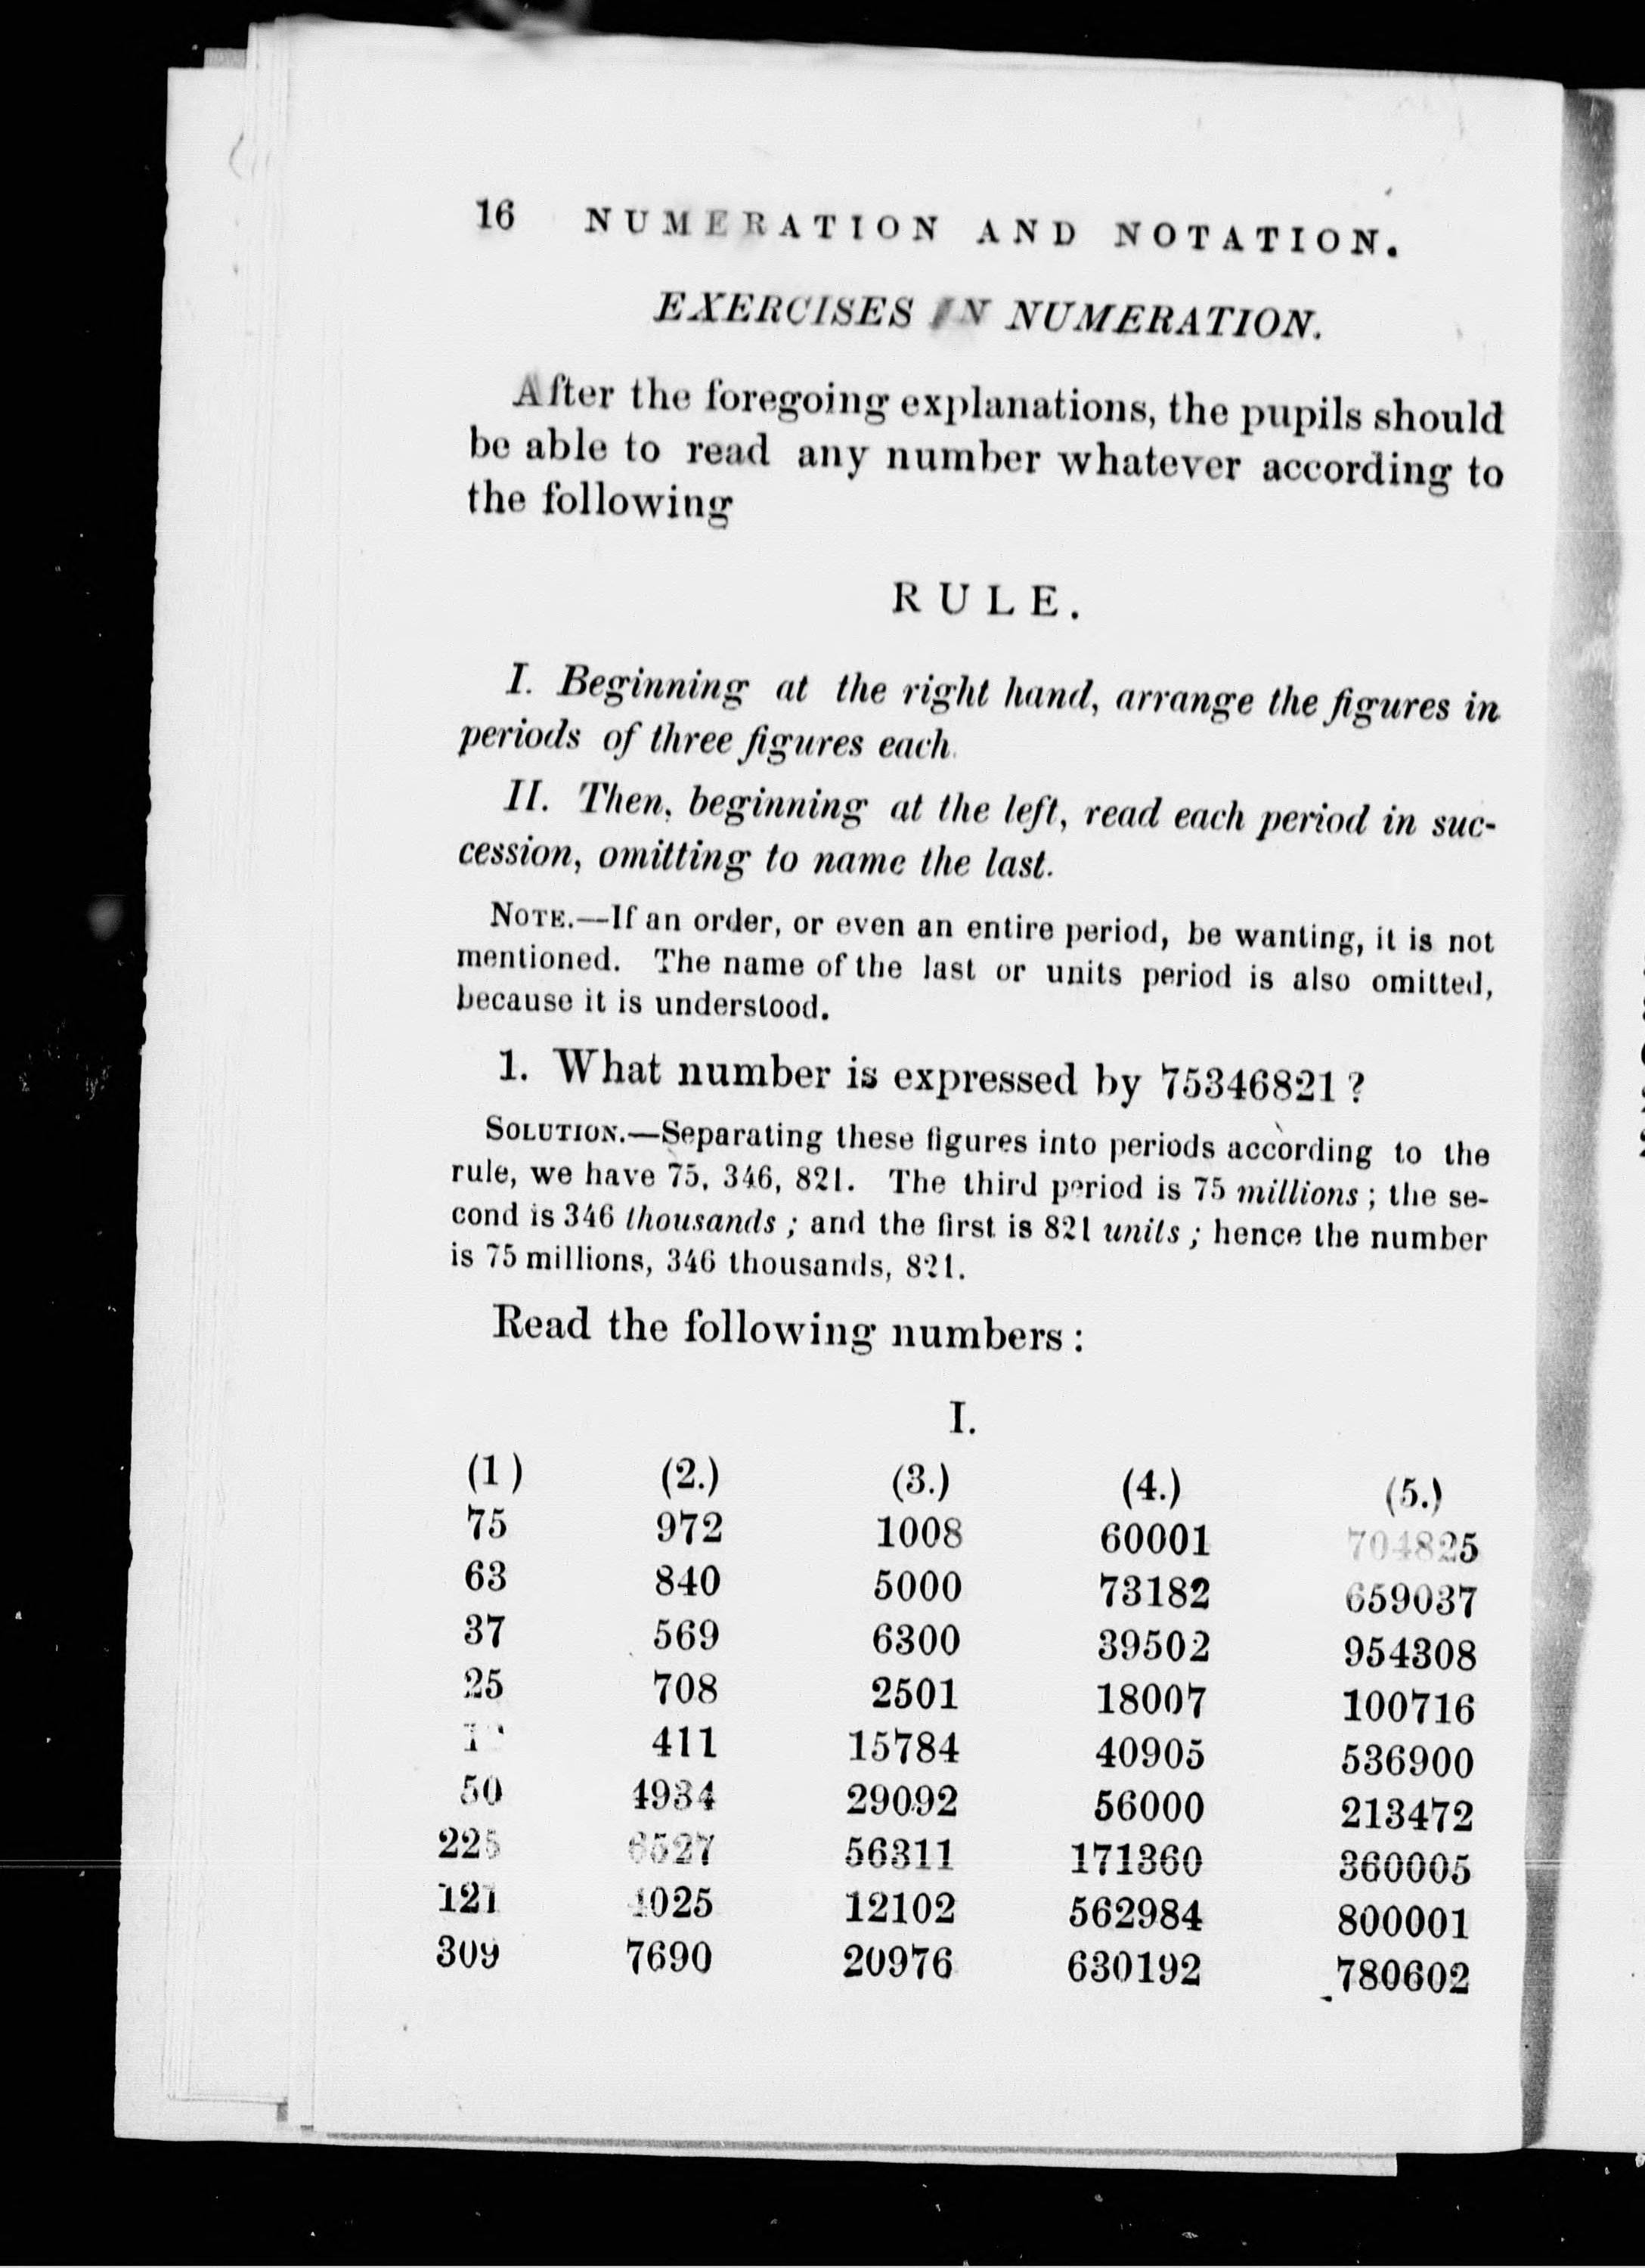 16 NUMERATION AND NOTATION.
EXERCISES IN NUMERATION.
After the foregoing explanations, the pupils should
be able to read any number whatever according to
the following
RULE.
I. Beginning at the right hand, arrange the figures in
periods of three figures each.
II. Then, beginning at the left, read each period in suc-
cession, omitting to name the last.
NOTE.—If an order, or even an entire period, be wanting, it is not
mentioned. The name of the last or units period is also omitted,
because it is understood.
1. What number is expressed by 75346821?
SOLUTION.—Separating these figures into periods according to the
rule, we have 75, 346, 821. The third period is 75 millions; the se-
cond is 346 thousands; and the first is 821 units; hence the number
is 75 millions, 346 thousands, 821.
Read the following numbers:
I.
(1) (2.) (3.) (4.) (5.)
75 972 1008 60001 704825
63 840 5000 73182 659037
37 569 6300 39502 954308
25 708 2501 18007 100716
411 15784 40905 536900
50 4934 29092 56000 213472
225 6527 56311 171360 360005
121 4025 12102 562984 800001
309 7690 20976 630192 780602